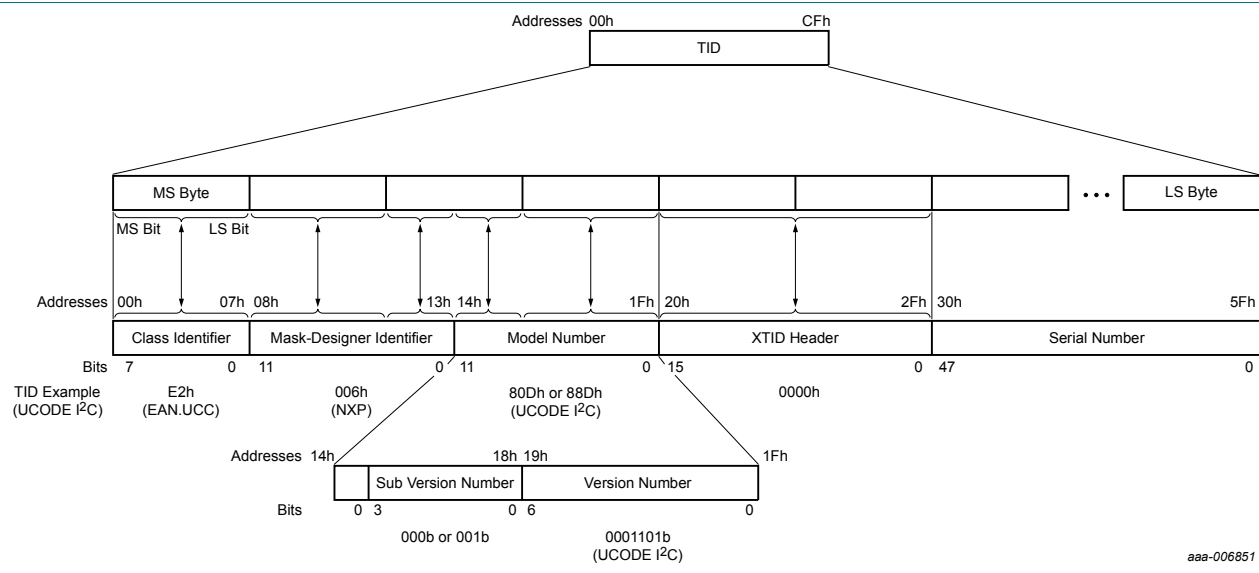 Addresses 00h CFh
TID
MS Byte LS Byte
MS Bit LS Bit
Addresses 00h 07h 08h 13h 14h 1Fh 20h 2Fh 30h 5Fh
Class Identifier Mask-Designer Identifier Model Number XTID Header Serial Number
Bits 7 0 11 0 11 0 15 0 47 0
TID Example E2h 006h 80Dh or 88Dh 0000h
(UCODE I2C) (EAN.UCC) (NXP) (UCODE I2C)
Addresses 14h 18h 19h 1Fh
Sub Version Number Version Number
Bits 0 3 0 6 0
000b or 001b 0001101b
(UCODE I2C)
aaa-006851